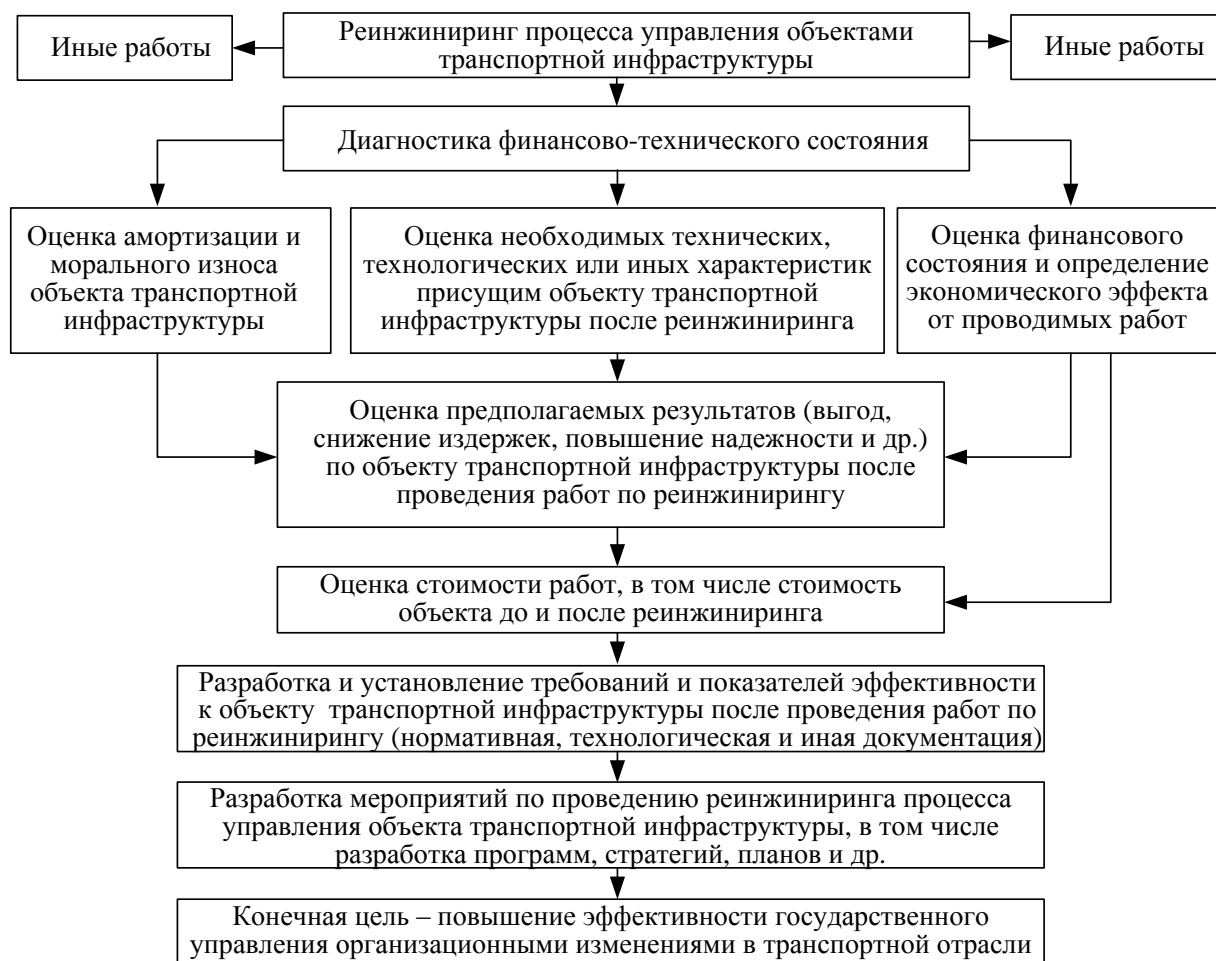 Иные работы
Реинжиниринг процесса управления объектами
транспортной инфраструктуры
Иные работы
Диагностика финансово-технического состояния
Оценка амортизации и
морального износа
объекта транспортной
инфраструктуры
Оценка необходимых технических,
технологических или иных характеристик
присущим объекту транспортной
инфраструктуры после реинжиниринга
Оценка финансового
состояния и определение
экономического эффекта
от проводимых работ
Оценка предполагаемых результатов (выгод,
снижение издержек, повышение надежности и др.)
по объекту транспортной инфраструктуры после
проведения работ по реинжинирингу
Оценка стоимости работ, в том числе стоимость
объекта до и после реинжиниринга
Разработка и установление требований и показателей эффективности
к объекту транспортной инфраструктуры после проведения работ по
реинжинирингу (нормативная, технологическая и иная документация)
Разработка мероприятий по проведению реинжиниринга процесса
управления объекта транспортной инфраструктуры, в том числе
разработка программ, стратегий, планов и др.
Конечная цель – повышение эффективности государственного
управления организационными изменениями в транспортной отрасли